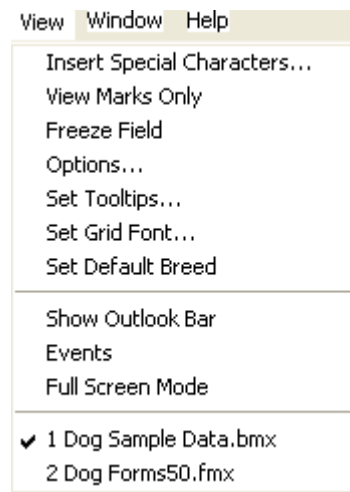 View Window Help
Insert Special Characters...
View Marks Only
Freeze Field
Options...
Set Tooltips...
Set Grid Font...
Set Default Breed
Show Outlook Bar
Events
Full Screen Mode
✔ 1 Dog Sample Data.bmx
2 Dog Forms50.fmx